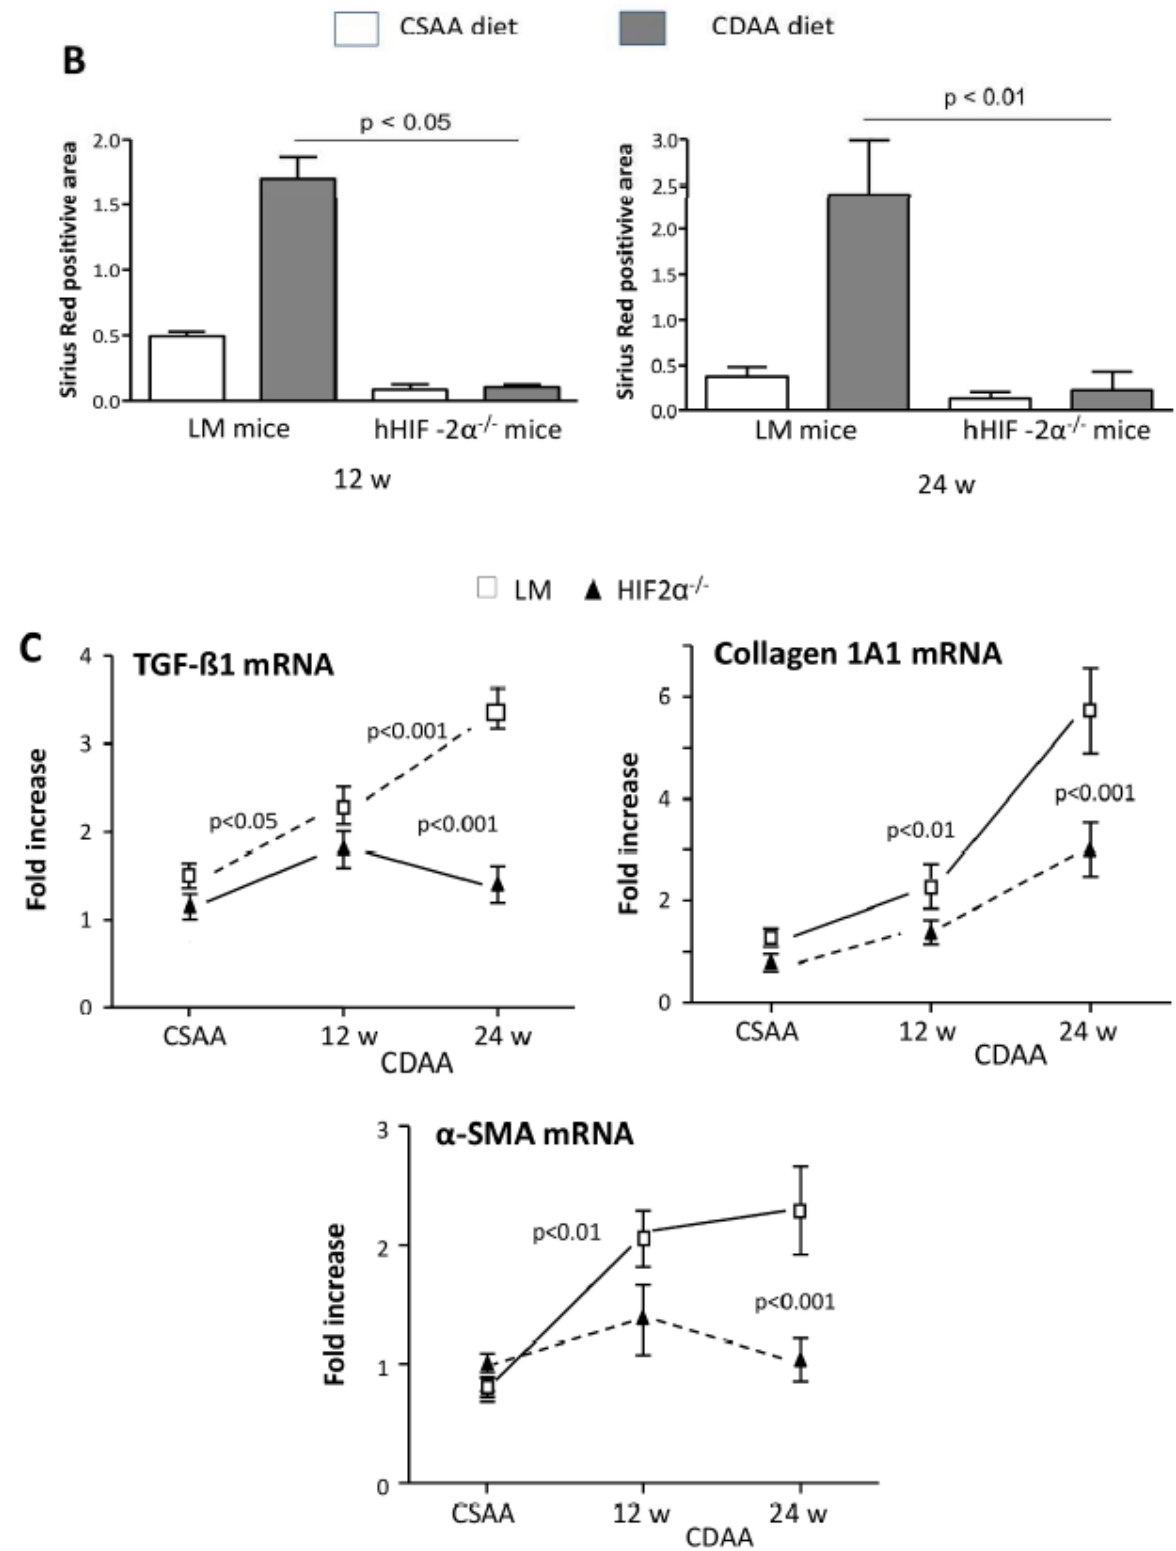 CSAA diet CDAA diet
B
p < 0.05
Sirius Red positivive area
2.0
1.5
1.0
0.5
0.0
LM mice hHIF -2α-/- mice
12 w
p < 0.01
Sirius Red positivive area
3.0
2.5
2.0
1.5
1.0
0.5
0.0
LM mice hHIF -2α-/- mice
24 w
LM HIF2α-/-
C
TGF-ß1 mRNA
Fold increase
4
3
2
1
0
p<0.05
p<0.001
p<0.001
CSAA 12 w 24 w
CDAA
Collagen 1A1 mRNA
Fold increase
6
4
2
0
p<0.01
p<0.001
CSAA 12 w 24 w
CDAA
α-SMA mRNA
Fold increase
3
2
1
0
p<0.01
p<0.001
CSAA 12 w 24 w
CDAA